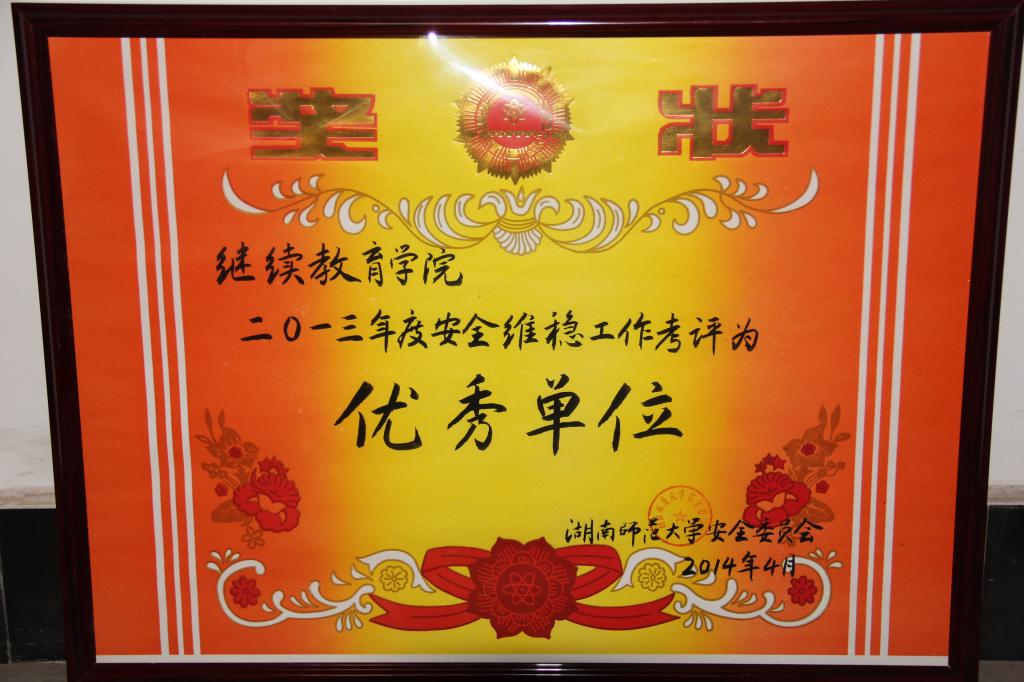 奖状
继续教育学院
二〇一三年度安全维稳工作考评为
优秀单位
湖南师范大学安全委员会
2014年4月